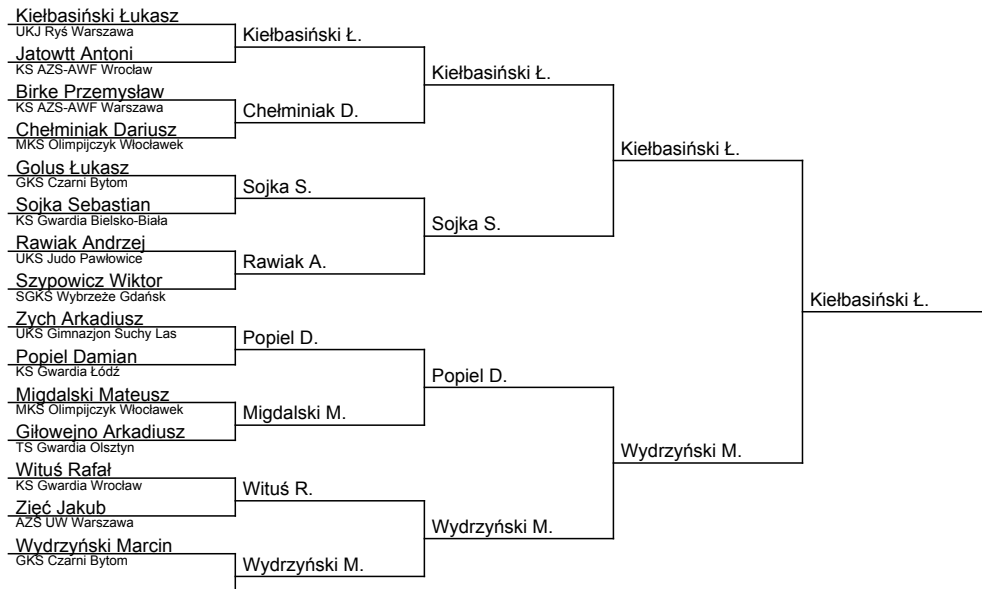 Kiełbasiński Łukasz
UKJ Ryś Warszawa
Jatowtt Antoni
KS AZS-AWF Wrocław
Birke Przemysław
KS AZS-AWF Warszawa
Chełminiak Dariusz
MKS Olimpijczyk Włocławek
Golus Łukasz
GKS Czarni Bytom
Sojka Sebastian
KS Gwardia Bielsko-Biała
Rawiak Andrzej
UKS Judo Pawłowice
Szypowicz Wiktor
SGKS Wybrzeże Gdańsk
Zych Arkadiusz
UKS Gimnazjon Suchy Las
Popiel Damian
KS Gwardia Łódź
Migdalski Mateusz
MKS Olimpijczyk Włocławek
Giłowejno Arkadiusz
TS Gwardia Olsztyn
Wituś Rafał
KS Gwardia Wrocław
Zięć Jakub
AZS UW Warszawa
Wydrzyński Marcin
GKS Czarni Bytom
Kiełbasiński Ł.
Chełminiak D.
Sojka S.
Rawiak A.
Popiel D.
Migdalski M.
Wituś R.
Wydrzyński M.
Kiełbasiński Ł.
Sojka S.
Popiel D.
Wydrzyński M.
Kiełbasiński Ł.
Wydrzyński M.
Kiełbasiński Ł.